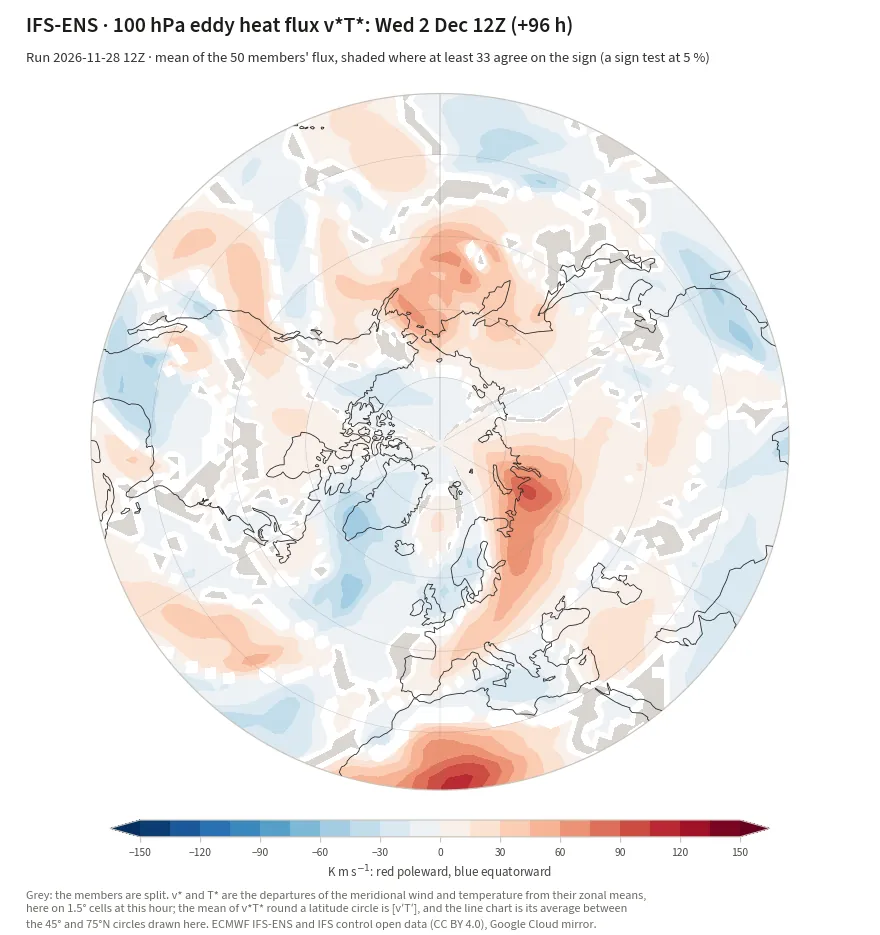 IFS-ENS · 100 hPa eddy heat flux v*T*: Wed 2 Dec 12Z (+96 h)
Run 2026-11-28 12Z · mean of the 50 members' flux, shaded where at least 33 agree on the sign (a sign test at 5 %)
−150 −120 −90 −60 −30 0 30 60 90 120 150
K m s⁻¹: red poleward, blue equatorward
Grey: the members are split. v* and T* are the departures of the meridional wind and temperature from their zonal means,
here on 1.5° cells at this hour; the mean of v*T* round a latitude circle is [v'T'], and the line chart is its average between
the 45° and 75°N circles drawn here. ECMWF IFS-ENS and IFS control open data (CC BY 4.0), Google Cloud mirror.